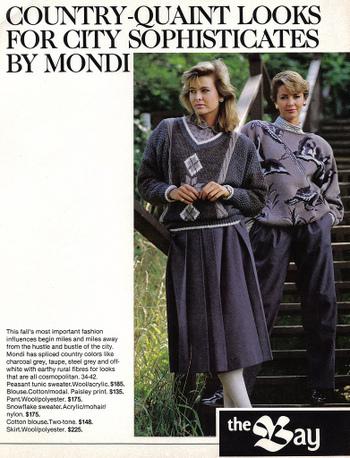 COUNTRY-QUAINT LOOKS
FOR CITY SOPHISTICATES
BY MONDI
This fall's most important fashion
influences begin miles and miles away
from the hustle and bustle of the city.
Mondi has spliced country colors like
charcoal grey, taupe, steel grey and off-
white with earthy rural fibres for looks
that are all cosmopolitan. 34-42.
Peasant tunic sweater.Wool/acrylic. $185.
Blouse.Cotton/modal. Paisley print. $135.
Pant.Wool/polyester. $175.
Snowflake sweater.Acrylic/mohair/
nylon. $175.
Cotton blouse.Two-tone. $148.
Skirt.Wool/polyester. $225.
the Bay